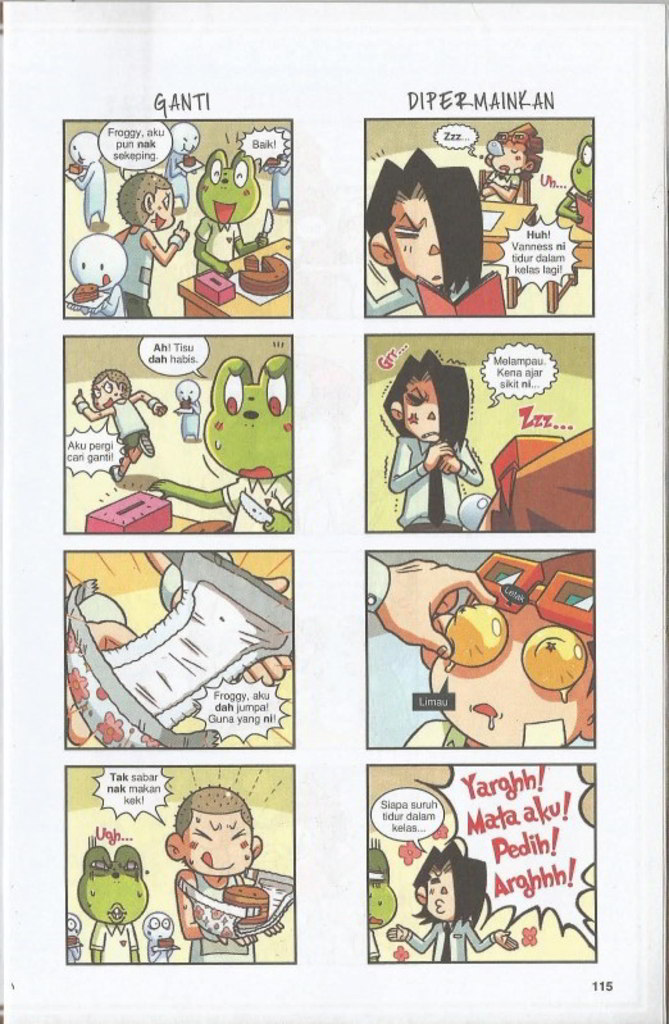 GANTI
Froggy, aku
pun nak
sekeping.
Baik!
Ah! Tisu
dah habis.
Aku pergi
cari ganti!
Froggy, aku
dah jumpa!
Guna yang ni!
Tak sabar
nak makan
kek!
Ugh...
DIPERMAINKAN
Zzz...
Uh...
Huh!
Vanness ni
tidur dalam
kelas lagi!
Grr...
Melampau.
Kena ajar
sikit ni...
Zzz...
Letak
Limau
Siapa suruh
tidur dalam
kelas...
Yarghh!
Mata aku!
Pedih!
Arghhh!
115